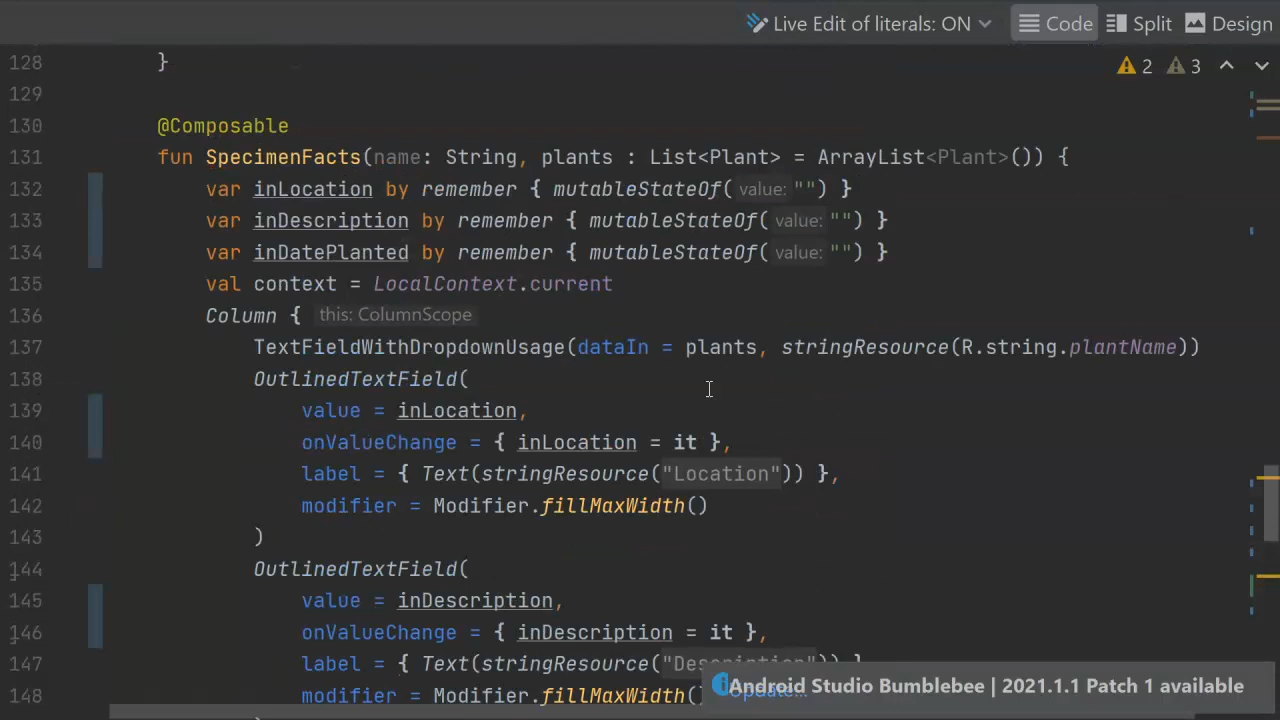 Live Edit of literals: ON Code Split Design
128 }
2 3
129
130 @Composable
131 fun SpecimenFacts(name: String, plants : List<Plant> = ArrayList<Plant>()) {
132 var inLocation by remember { mutableStateOf( value: "") }
133 var inDescription by remember { mutableStateOf( value: "") }
134 var inDatePlanted by remember { mutableStateOf( value: "") }
135 val context = LocalContext.current
136 Column { this: ColumnScope
137 TextFieldWithDropdownUsage(dataIn = plants, stringResource(R.string.plantName))
138 OutlinedTextField(
139 value = inLocation,
140 onValueChange = { inLocation = it },
141 label = { Text(stringResource("Location")) },
142 modifier = Modifier.fillMaxWidth()
143 )
144 OutlinedTextField(
145 value = inDescription,
146 onValueChange = { inDescription = it },
147 label = { Text(stringResource("Description")) }
148 modifier = Modifier.fillMaxWidth()
Android Studio Bumblebee | 2021.1.1 Patch 1 available
Update...